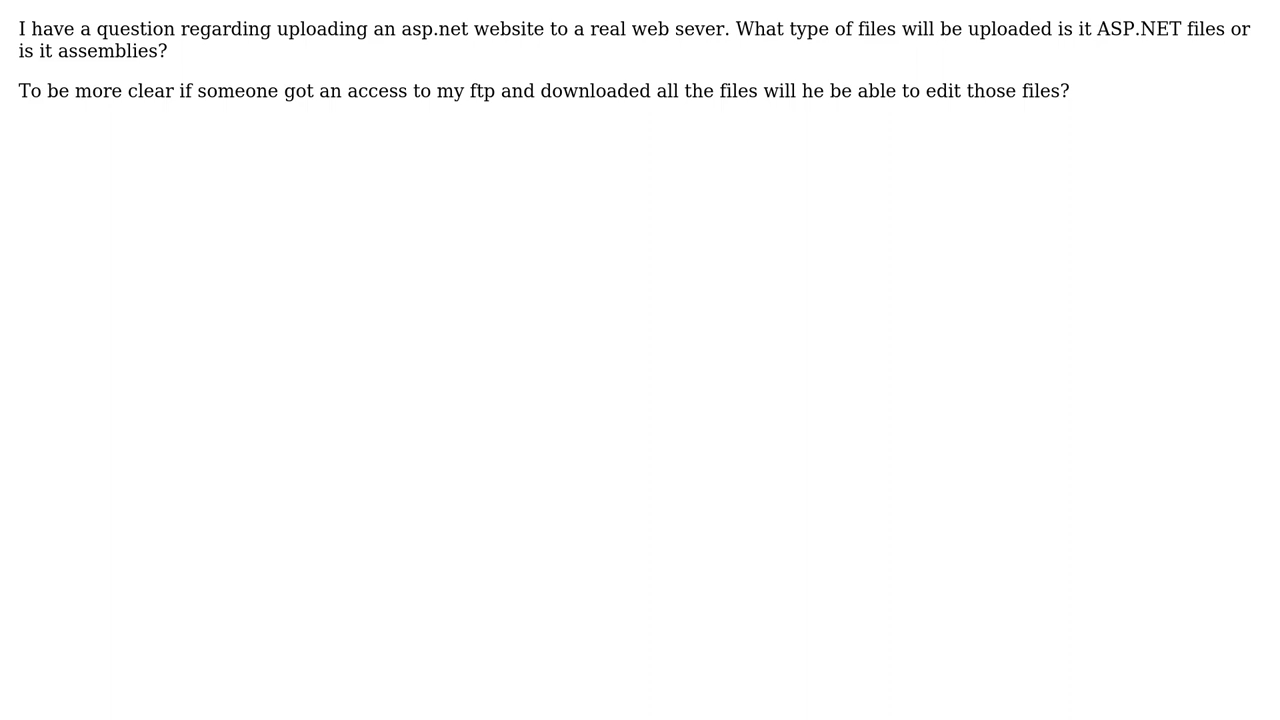 I have a question regarding uploading an asp.net website to a real web sever. What type of files will be uploaded is it ASP.NET files or
is it assemblies?
To be more clear if someone got an access to my ftp and downloaded all the files will he be able to edit those files?